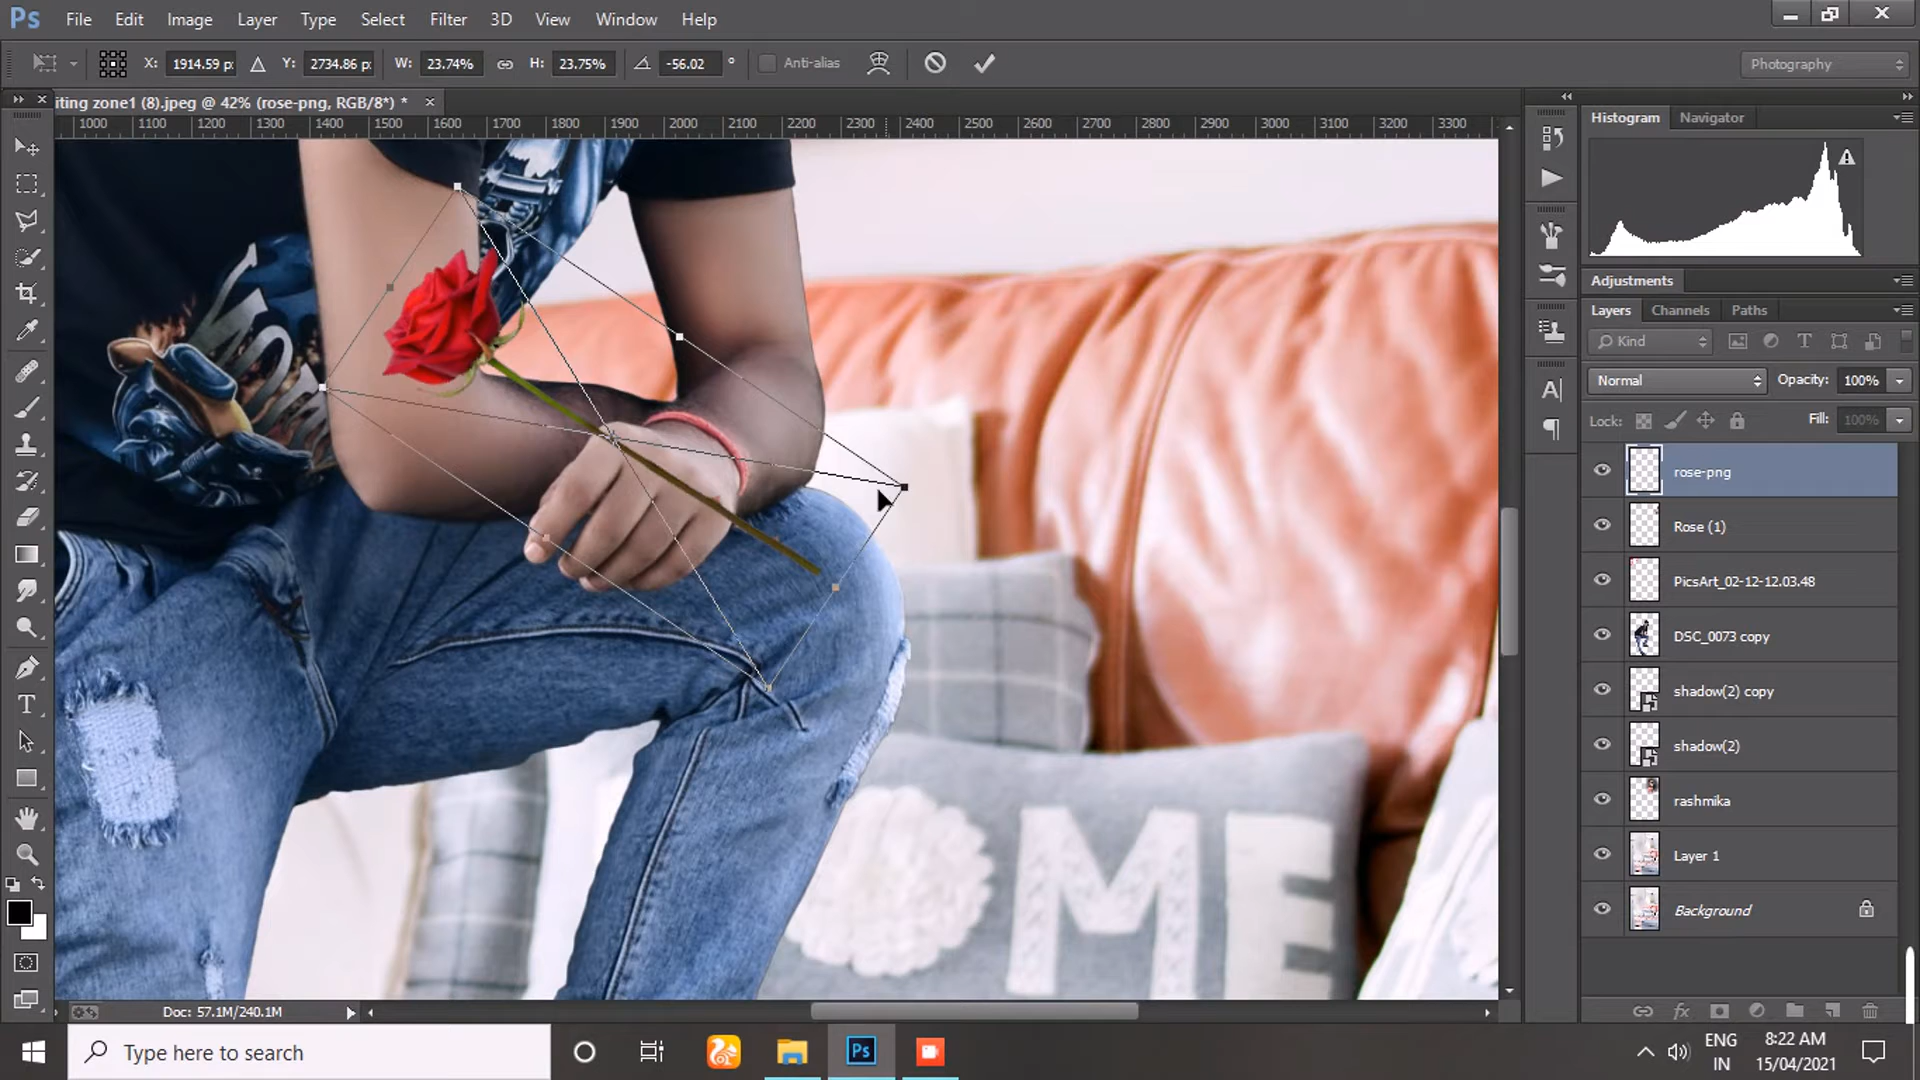 Ps File Edit Image Layer Type Select Filter 3D View Window Help
X: 1914.59 p: Y: 2734.86 p: W: 23.74% H: 23.75% -56.02 ° Anti-alias Photography
iting zone1 (8).jpeg @ 42% (rose-png, RGB/8*) *
1000 1100 1200 1300 1400 1500 1600 1700 1800 1900 2000 2100 2200 2300 2400 2500 2600 2700 2800 2900 3000 3100 3200 3300
Histogram Navigator
Adjustments
Layers Channels Paths
Kind
Normal Opacity: 100%
Lock: Fill: 100%
rose-png
Rose (1)
PicsArt_02-12-12.03.48
DSC_0073 copy
shadow(2) copy
shadow(2)
rashmika
Layer 1
Background
ME
Doc: 57.1M/240.1M
Type here to search
Ps
ENG
IN
8:22 AM
15/04/2021